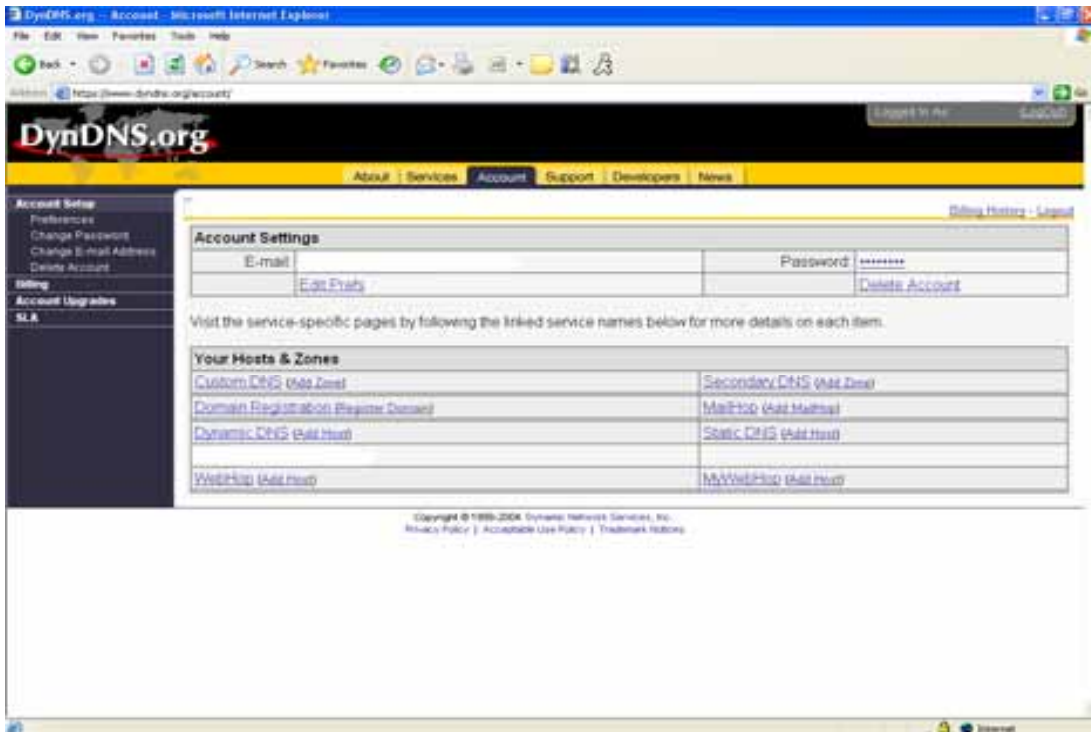 DynDNS.org - Account - Microsoft Internet Explorer
File Edit View Favorites Tools Help
Back Search Favorites
Address https://www.dyndns.org/account/
Logged In As: LogOut
DynDNS.org
About Services Account Support Developers News
Account Setup
Preferences
Change Password
Change E-mail Address
Delete Account
Billing
Account Upgrades
SLA
Billing History - Logout
Account Settings
E-mail Password ********
Edit Prefs Delete Account
Visit the service-specific pages by following the linked service names below for more details on each item.
Your Hosts & Zones
Custom DNS (Add Zone) Secondary DNS (Add Zone)
Domain Registration (Register Domain) MailHop (Add MailHop)
Dynamic DNS (Add Host) Static DNS (Add Host)
WebHop (Add Host) MyWebHop (Add Host)
Copyright © 1999-2004 Dynamic Network Services, Inc.
Privacy Policy | Acceptable Use Policy | Trademark Notices
Internet